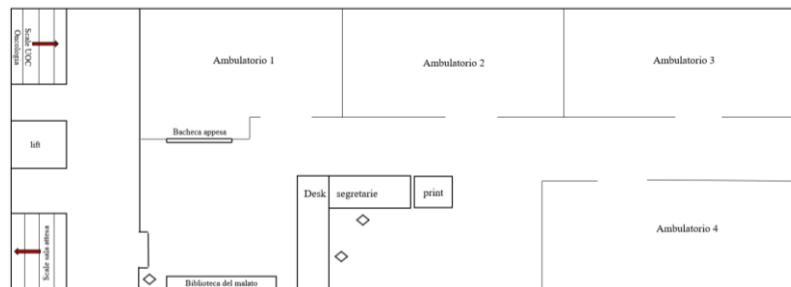 Scale UOC
Oncologia
Ambulatorio 1
Ambulatorio 2
Ambulatorio 3
Bacheca appesa
lift
Desk segretarie
print
Scale sala attesa
Ambulatorio 4
Biblioteca del malato